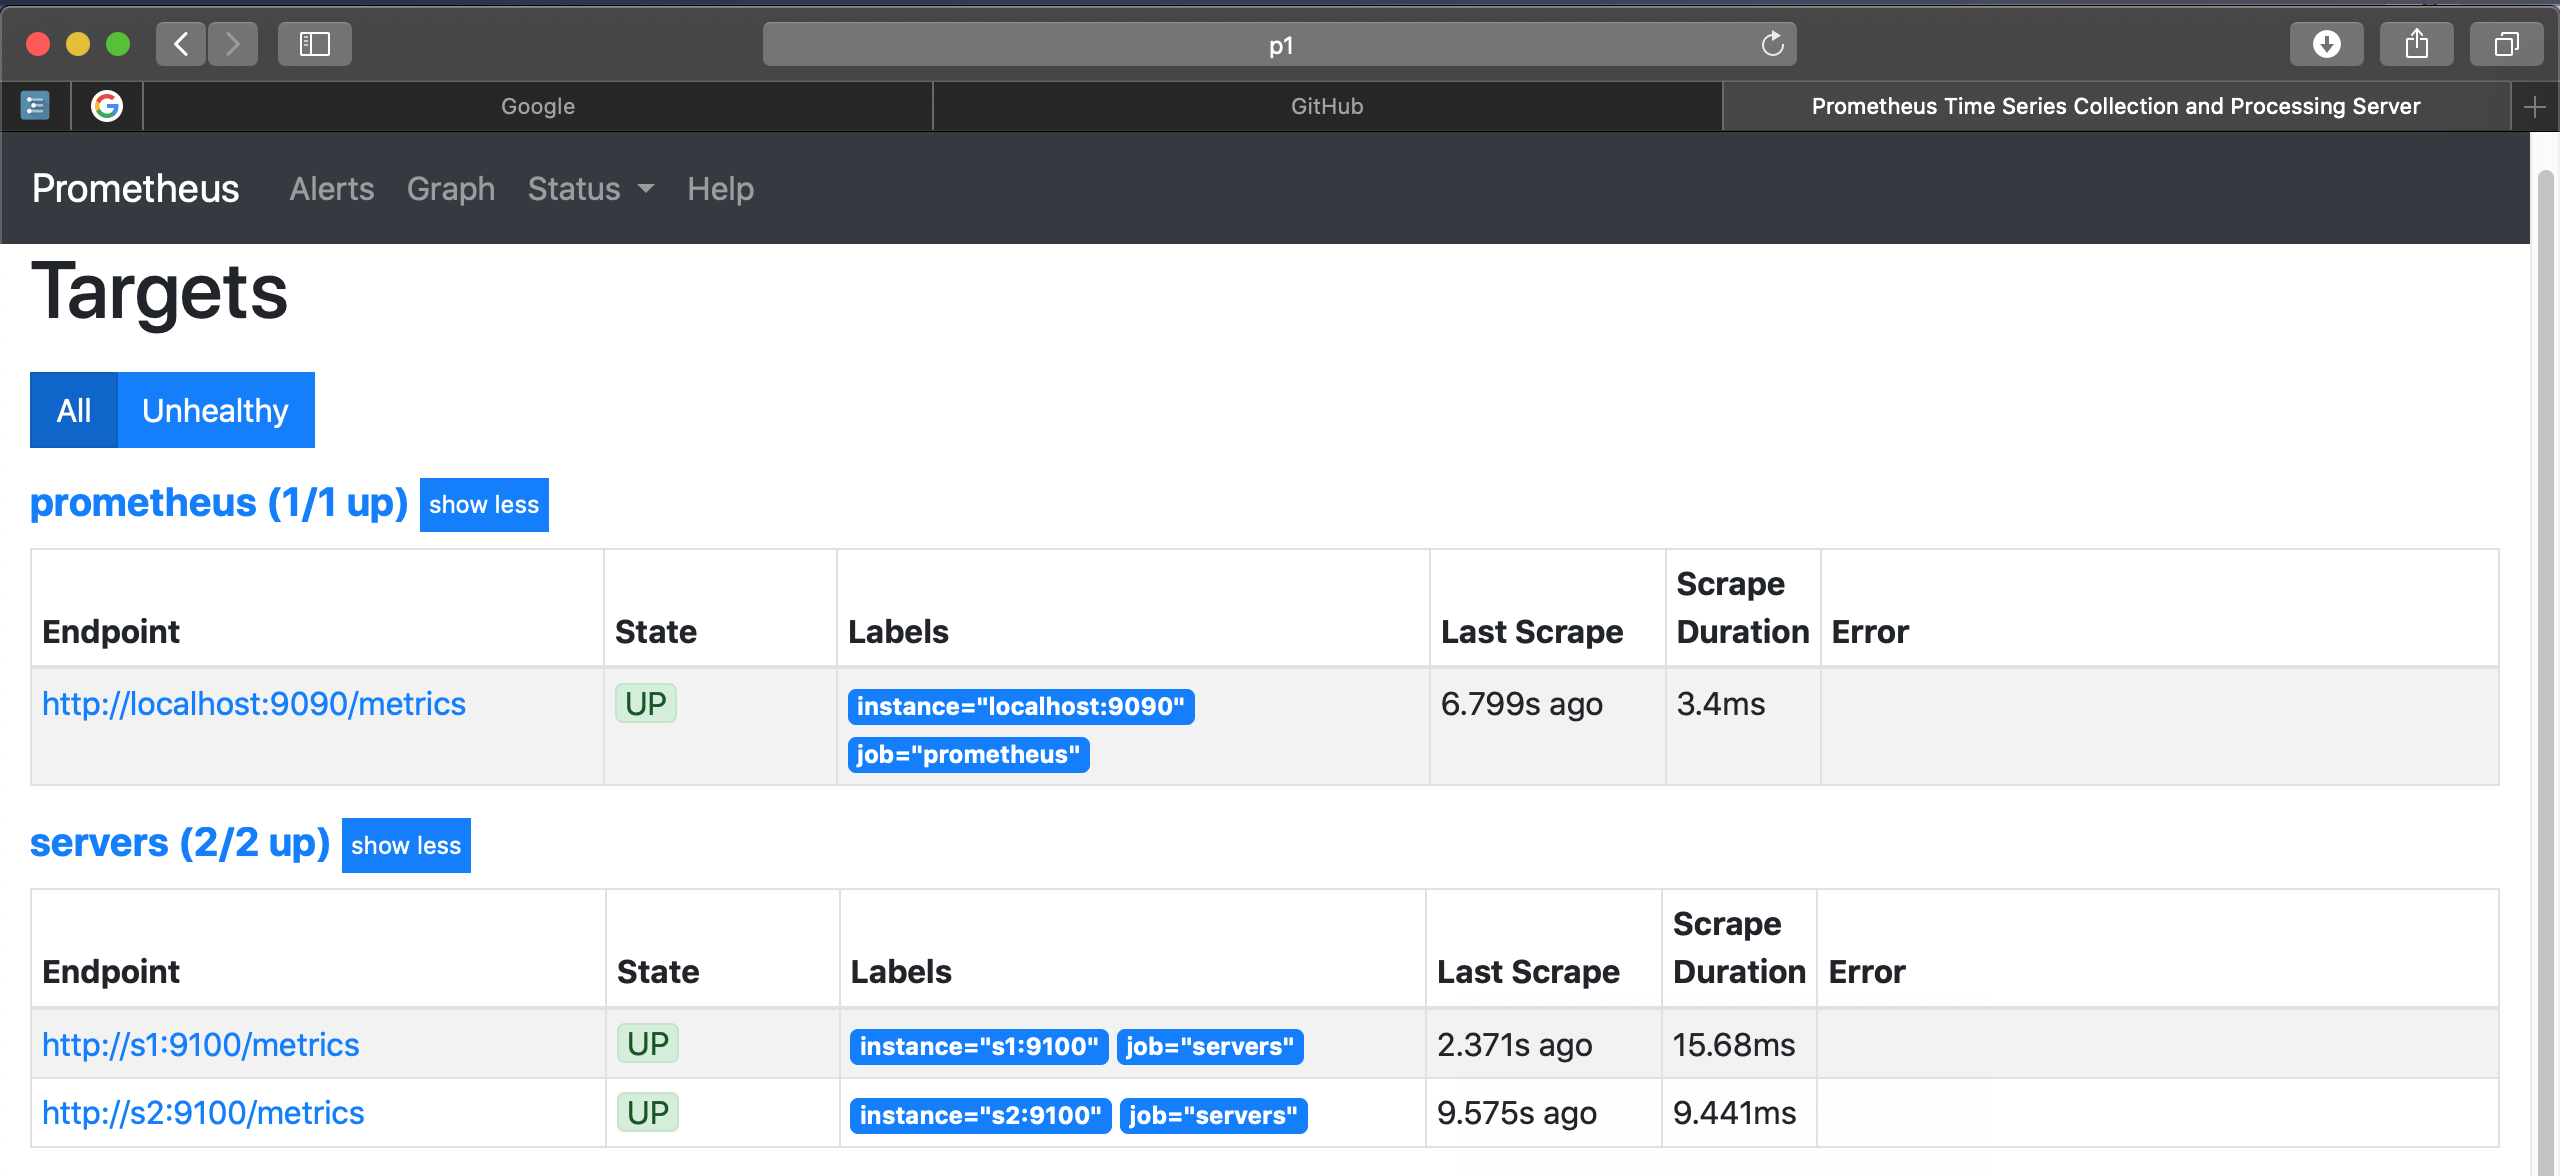 p1
Google
GitHub
Prometheus Time Series Collection and Processing Server
Prometheus Alerts Graph Status Help
Targets
All Unhealthy
prometheus (1/1 up) show less
Endpoint State Labels Last Scrape Scrape Duration Error
http://localhost:9090/metrics UP instance="localhost:9090" 6.799s ago 3.4ms
job="prometheus"
servers (2/2 up) show less
Endpoint State Labels Last Scrape Scrape Duration Error
http://s1:9100/metrics UP instance="s1:9100" job="servers" 2.371s ago 15.68ms
http://s2:9100/metrics UP instance="s2:9100" job="servers" 9.575s ago 9.441ms